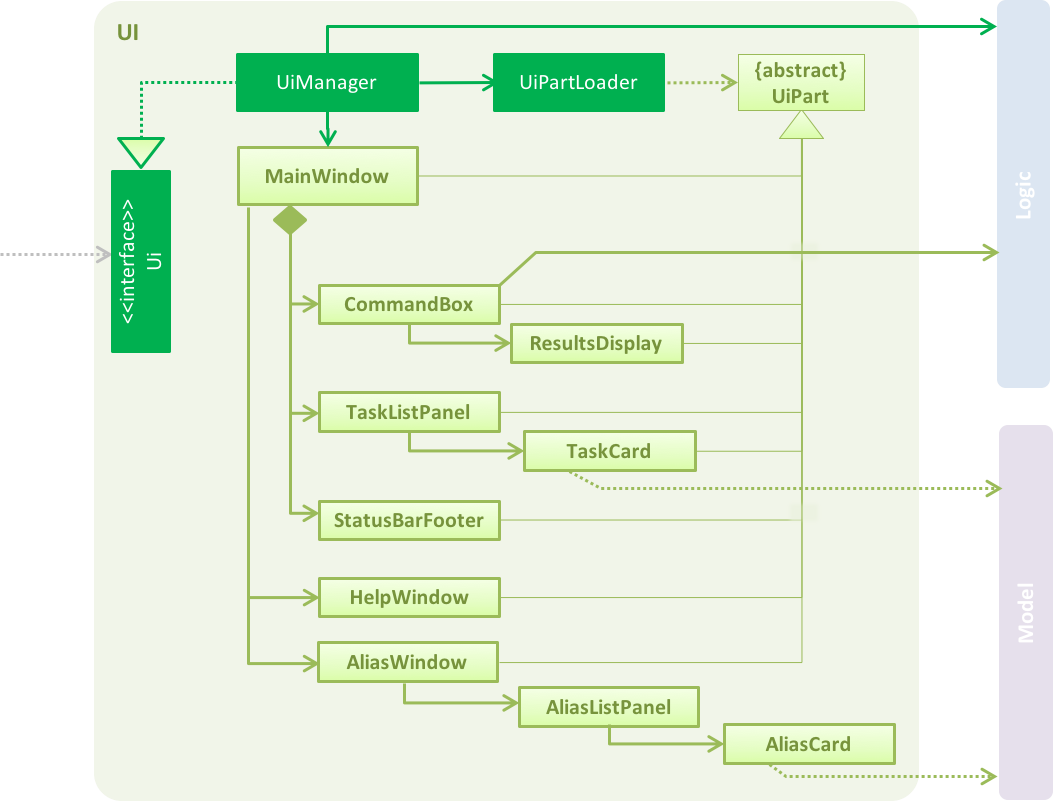 UI
UiManager
UiPartLoader
{abstract}
UiPart
Logic
MainWindow
<<interface>>
Ui
CommandBox
ResultsDisplay
TaskListPanel
TaskCard
StatusBarFooter
HelpWindow
Model
AliasWindow
AliasListPanel
AliasCard